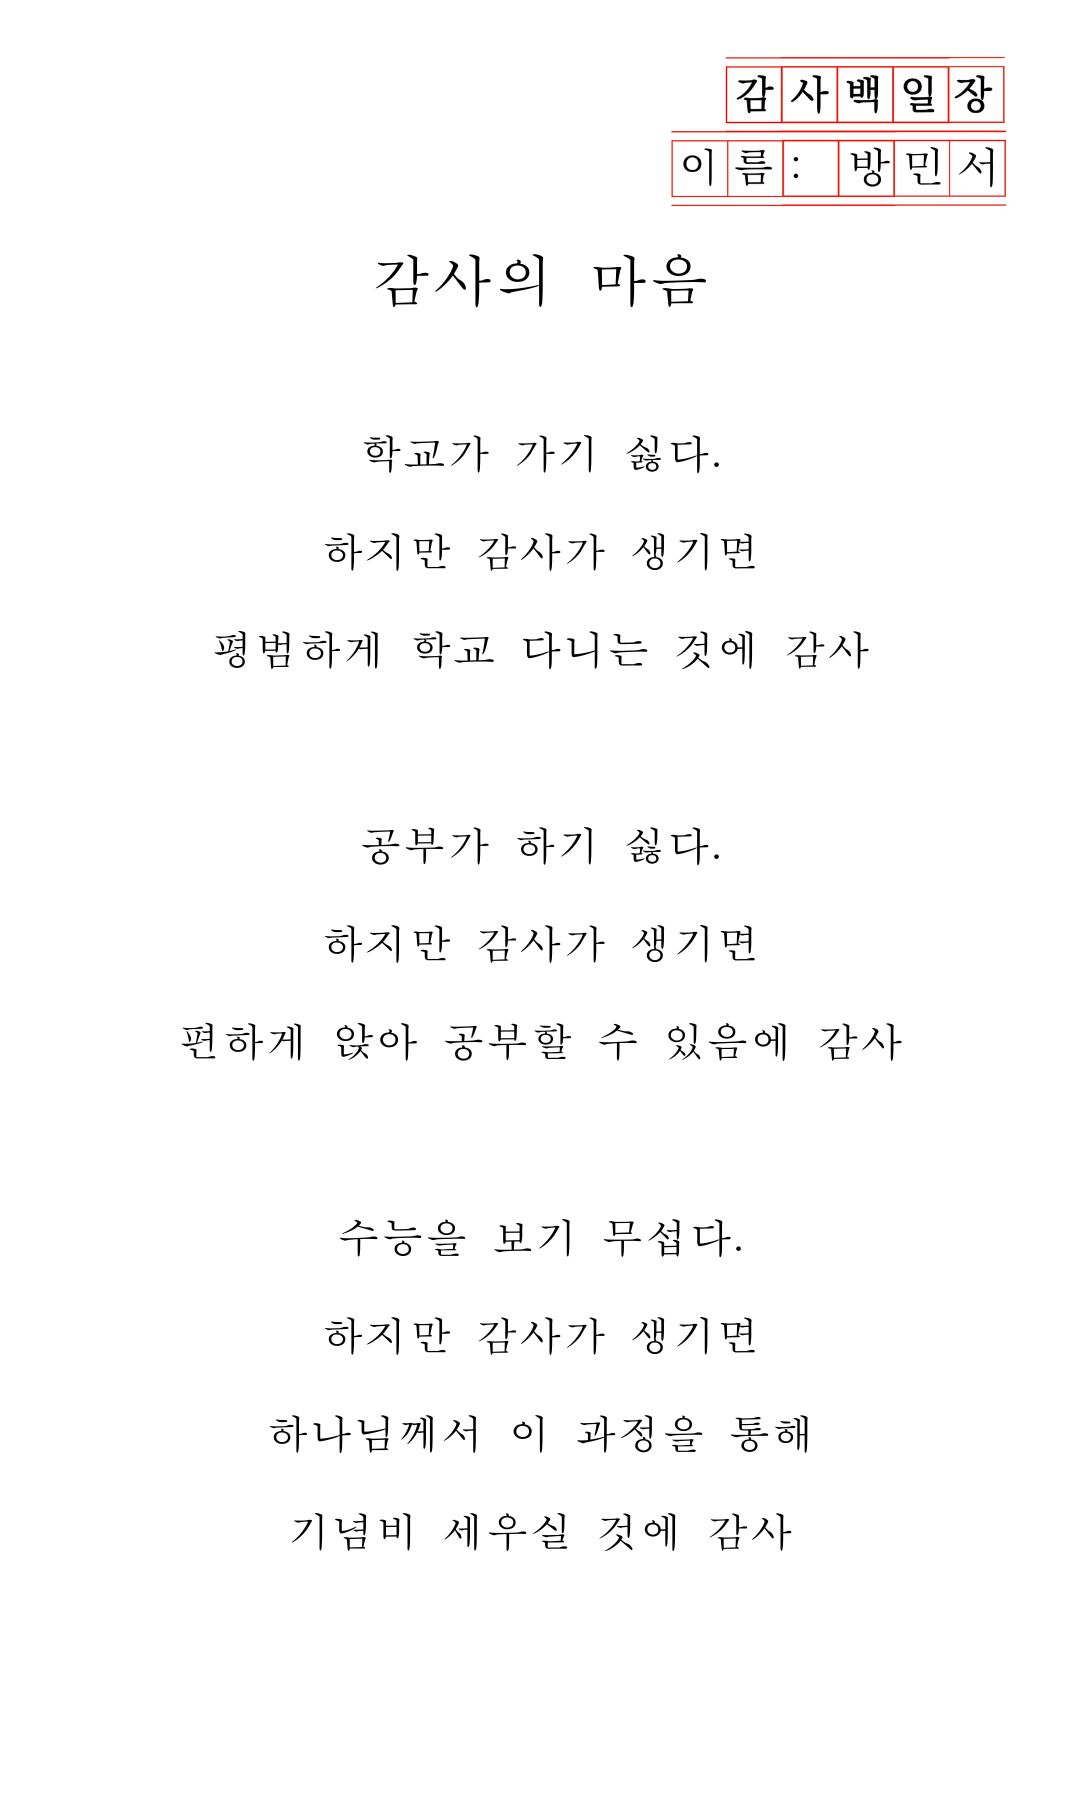 감사백일장
이름: 방민서
감사의 마음
학교가 가기 싫다.
하지만 감사가 생기면
평범하게 학교 다니는 것에 감사
공부가 하기 싫다.
하지만 감사가 생기면
편하게 앉아 공부할 수 있음에 감사
수능을 보기 무섭다.
하지만 감사가 생기면
하나님께서 이 과정을 통해
기념비 세우실 것에 감사